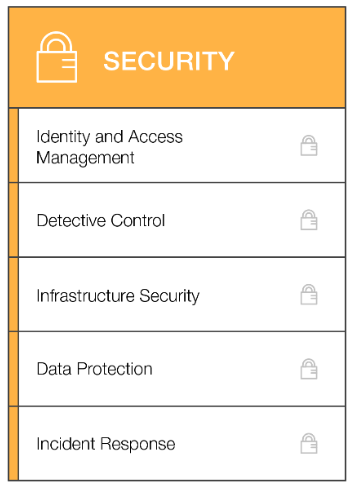 SECURITY
Identity and Access
Management
Detective Control
Infrastructure Security
Data Protection
Incident Response